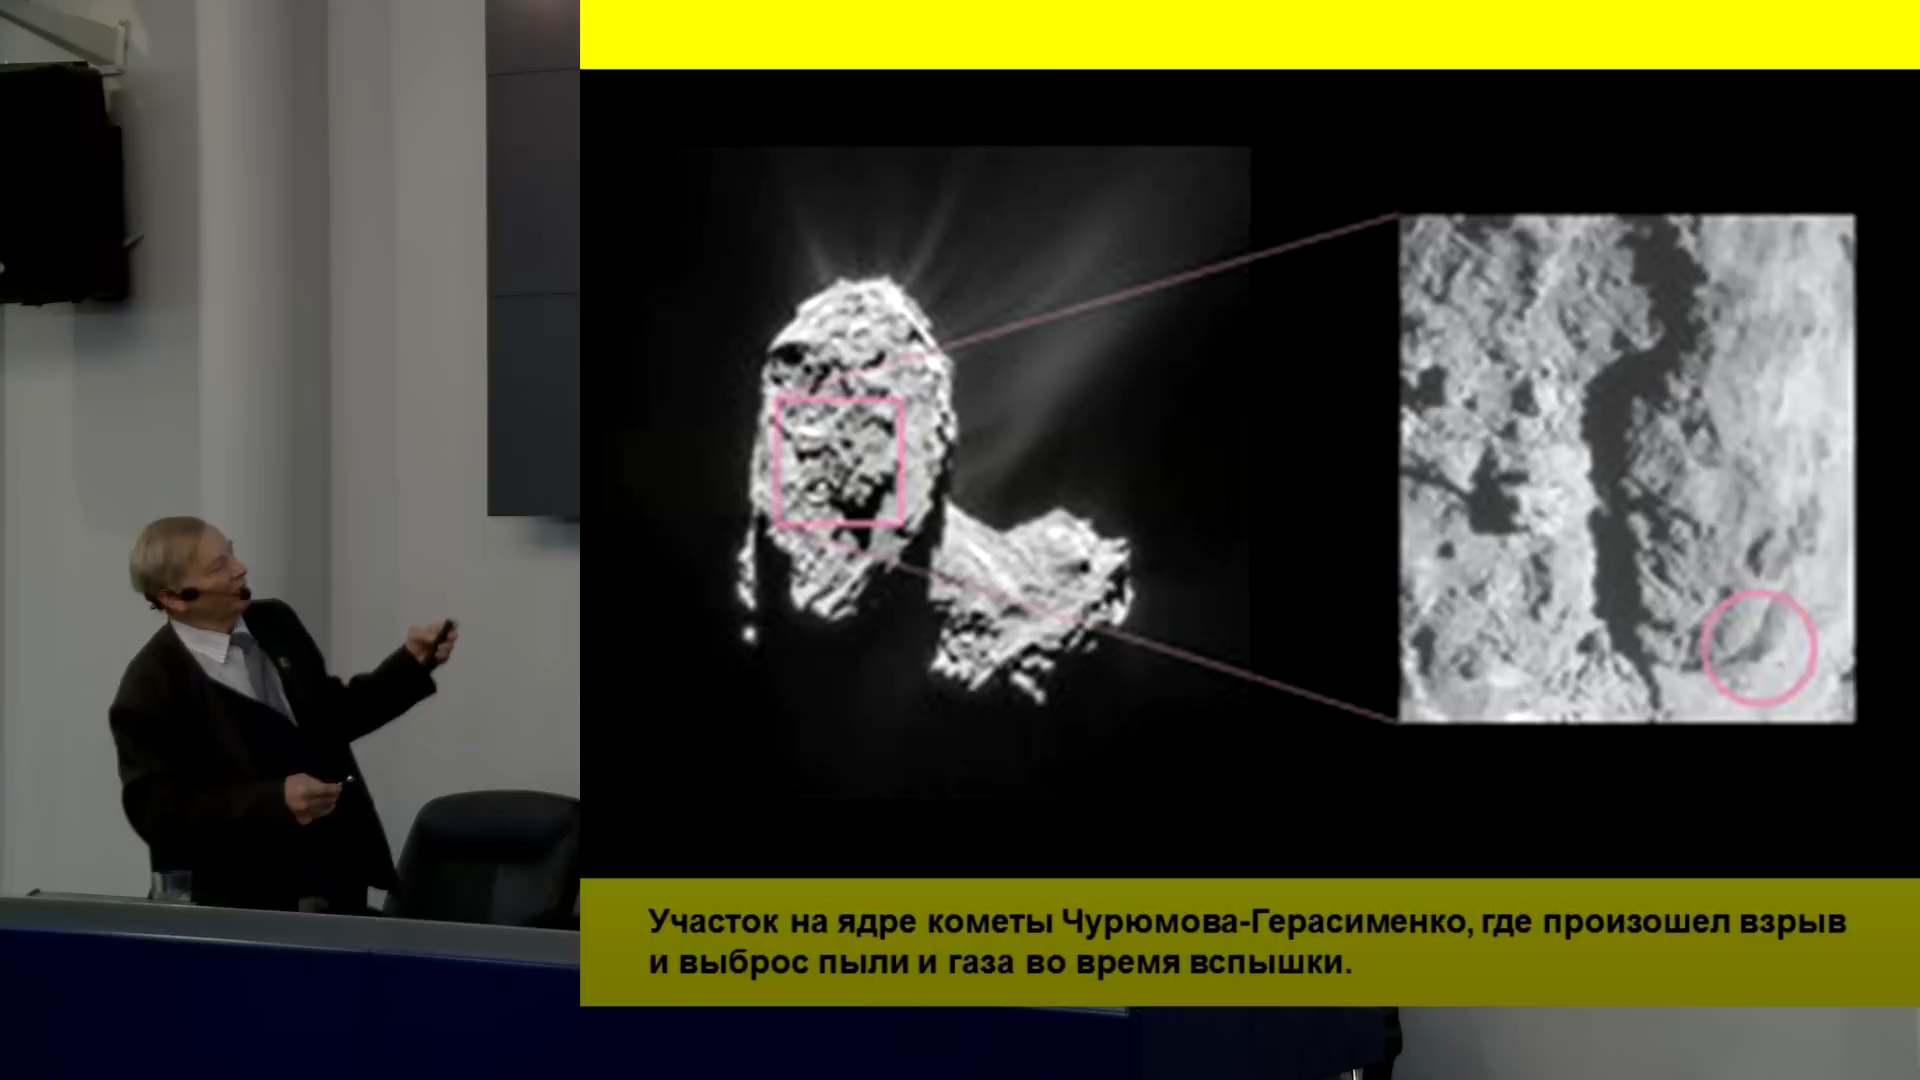 Участок на ядре кометы Чурюмова-Герасименко, где произошел взрыв
и выброс пыли и газа во время вспышки.